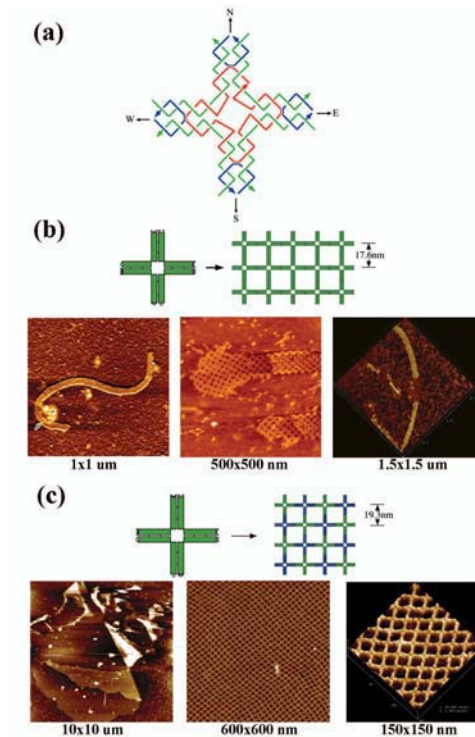 (a)
N
W
E
S
(b)
17.6nm
1x1 um
500x500 nm
1.5x1.5 um
(c)
19.3nm
10x10 um
600x600 nm
150x150 nm